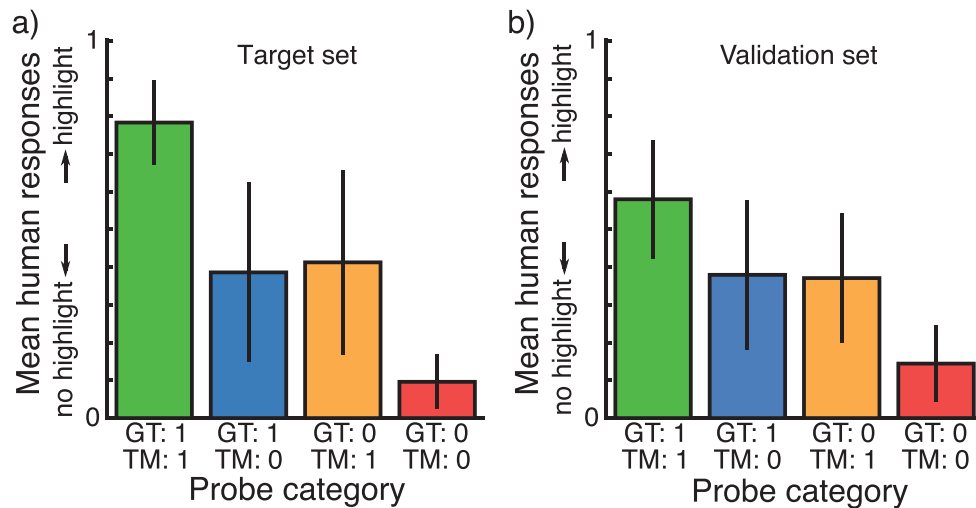 a)
Target set
1
0
Mean human responses
no highlight
highlight
GT: 1
TM: 1
GT: 1
TM: 0
GT: 0
TM: 1
GT: 0
TM: 0
Probe category
b)
Validation set
1
0
Mean human responses
no highlight
highlight
GT: 1
TM: 1
GT: 1
TM: 0
GT: 0
TM: 1
GT: 0
TM: 0
Probe category